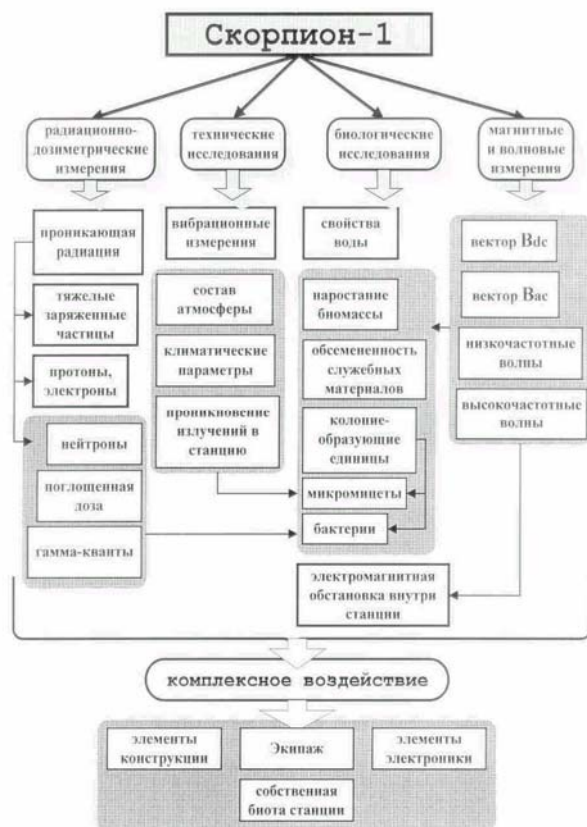 Скорпион-1
радиационно-
дозиметрические
измерения
технические
исследования
биологические
исследования
магнитные
и волновые
измерения
проникающая
радиация
тяжелые
заряженные
частицы
протоны,
электроны
нейтроны
поглощенная
доза
гамма-кванты
вибрационные
измерения
состав
атмосферы
климатические
параметры
проникновение
излучений в
станцию
свойства
воды
наростание
биомассы
обсемененность
служебных
материалов
колоние-
образующие
единицы
микромицеты
бактерии
вектор Bdc
вектор Bac
низкочастотные
волны
высокочастотные
волны
электромагнитная
обстановка внутри
станции
комплексное воздействие
элементы
конструкции
Экипаж
элементы
электроники
собственная
биота станции